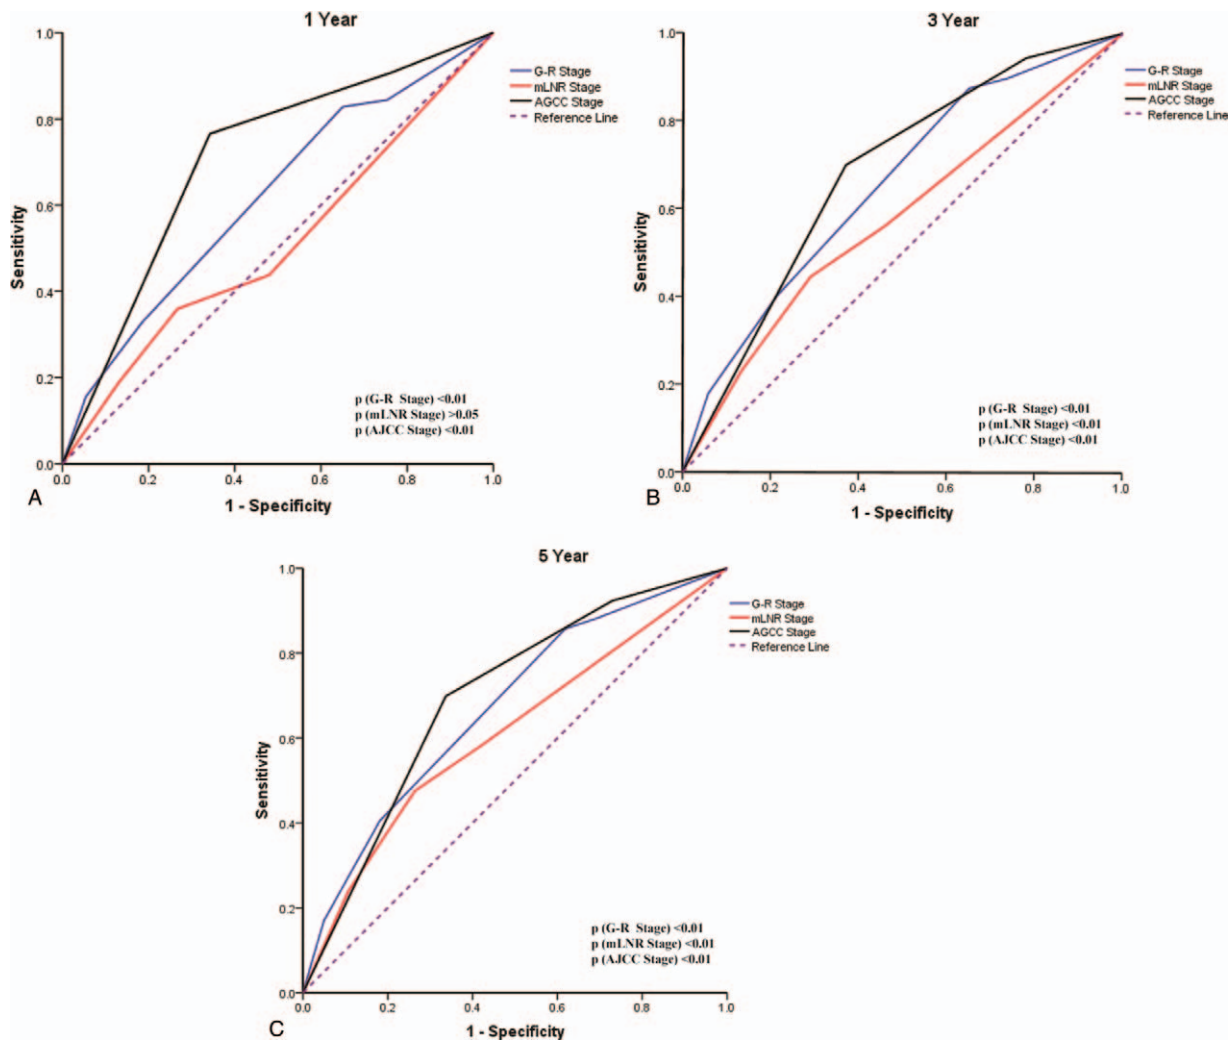 1 Year
1.0
0.8
0.6
0.4
0.2
0.0
Sensitivity
0.0 0.2 0.4 0.6 0.8 1.0
1 - Specificity
G-R Stage
mLNR Stage
AGCC Stage
Reference Line
p (G-R Stage) <0.01
p (mLNR Stage) >0.05
p (AJCC Stage) <0.01
A
3 Year
1.0
0.8
0.6
0.4
0.2
0.0
Sensitivity
0.0 0.2 0.4 0.6 0.8 1.0
1 - Specificity
G-R Stage
mLNR Stage
AGCC Stage
Reference Line
p (G-R Stage) <0.01
p (mLNR Stage) <0.01
p (AJCC Stage) <0.01
B
5 Year
1.0
0.8
0.6
0.4
0.2
0.0
Sensitivity
0.0 0.2 0.4 0.6 0.8 1.0
1 - Specificity
G-R Stage
mLNR Stage
AGCC Stage
Reference Line
p (G-R Stage) <0.01
p (mLNR Stage) <0.01
p (AJCC Stage) <0.01
C